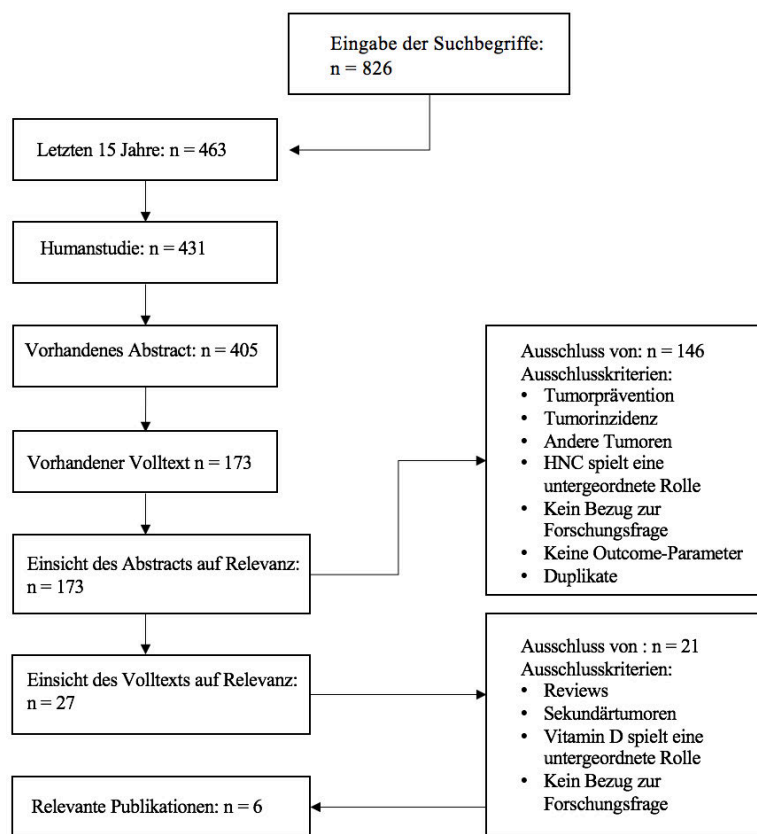 Eingabe der Suchbegriffe:
n = 826
Letzten 15 Jahre: n = 463
Humanstudie: n = 431
Vorhandenes Abstract: n = 405
Vorhandener Volltext n = 173
Einsicht des Abstracts auf Relevanz:
n = 173
Ausschluss von: n = 146
Ausschlusskriterien:
• Tumorprävention
• Tumorinzidenz
• Andere Tumoren
• HNC spielt eine
untergeordnete Rolle
• Kein Bezug zur
Forschungsfrage
• Keine Outcome-Parameter
• Duplikate
Einsicht des Volltexts auf Relevanz:
n = 27
Ausschluss von : n = 21
Ausschlusskriterien:
• Reviews
• Sekundärtumoren
• Vitamin D spielt eine
untergeordnete Rolle
• Kein Bezug zur
Forschungsfrage
Relevante Publikationen: n = 6